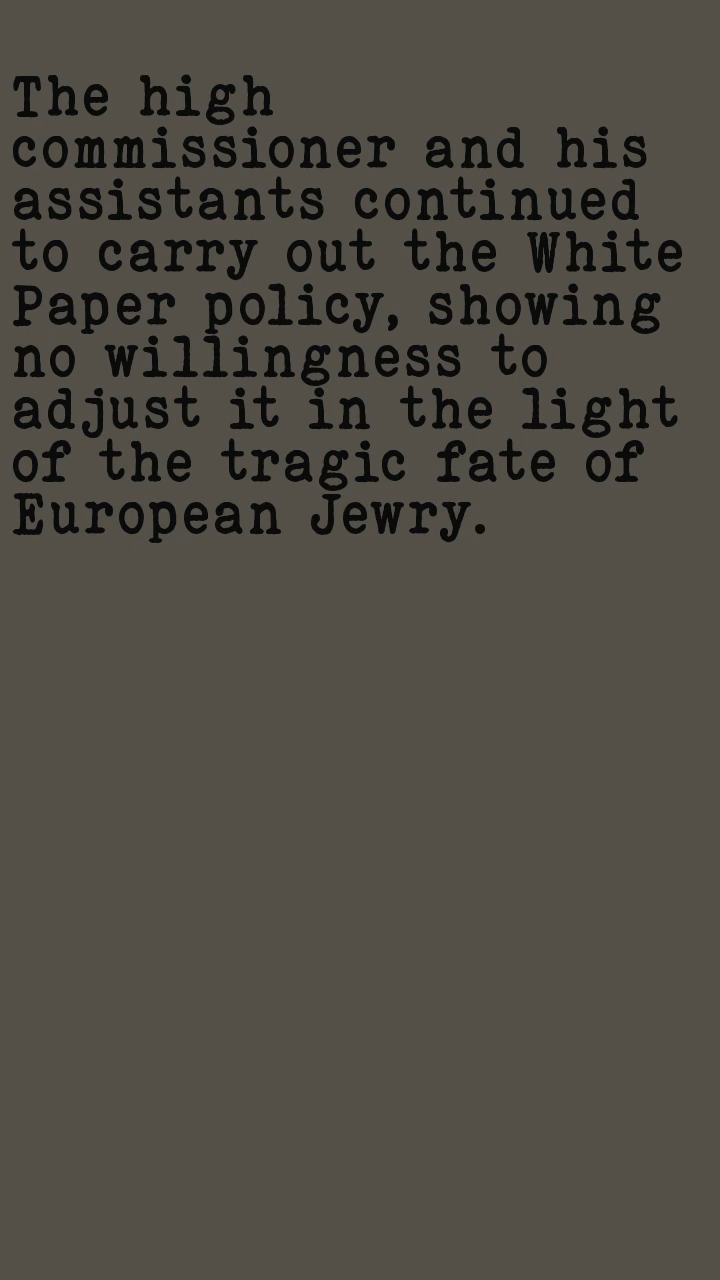 The high
commissioner and his
assistants continued
to carry out the White
Paper policy, showing
no willingness to
adjust it in the light
of the tragic fate of
European Jewry.